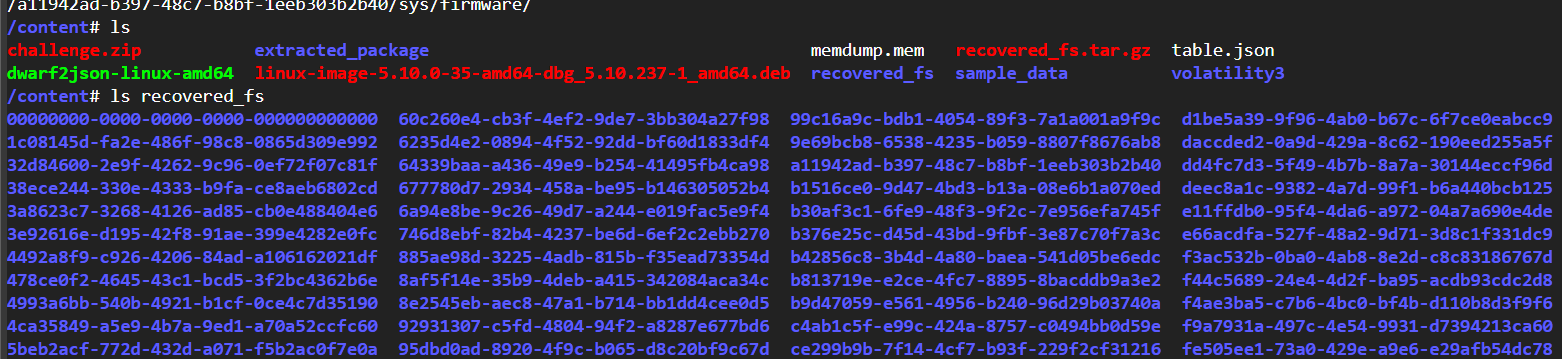 /a11942ad-b397-48c7-b8bf-1eeb303b2b40/sys/firmware/
/content# ls
challenge.zip extracted_package memdump.mem recovered_fs.tar.gz table.json
dwarf2json-linux-amd64 linux-image-5.10.0-35-amd64-dbg_5.10.237-1_amd64.deb recovered_fs sample_data volatility3
/content# ls recovered_fs
00000000-0000-0000-0000-000000000000 60c260e4-cb3f-4ef2-9de7-3bb304a27f98 99c16a9c-bdb1-4054-89f3-7a1a001a9f9c d1be5a39-9f96-4ab0-b67c-6f7ce0eabcc9
1c08145d-fa2e-486f-98c8-0865d309e992 6235d4e2-0894-4f52-92dd-bf60d1833df4 9e69bcb8-6538-4235-b059-8807f8676ab8 daccded2-0a9d-429a-8c62-190eed255a5f
32d84600-2e9f-4262-9c96-0ef72f07c81f 64339baa-a436-49e9-b254-41495fb4ca98 a11942ad-b397-48c7-b8bf-1eeb303b2b40 dd4fc7d3-5f49-4b7b-8a7a-30144eccf96d
38ece244-330e-4333-b9fa-ce8aeb6802cd 677780d7-2934-458a-be95-b146305052b4 b1516ce0-9d47-4bd3-b13a-08e6b1a070ed deec8a1c-9382-4a7d-99f1-b6a440bcb125
3a8623c7-3268-4126-ad85-cb0e488404e6 6a94e8be-9c26-49d7-a244-e019fac5e9f4 b30af3c1-6fe9-48f3-9f2c-7e956efa745f e11ffdb0-95f4-4da6-a972-04a7a690e4de
3e92616e-d195-42f8-91ae-399e4282e0fc 746d8ebf-82b4-4237-be6d-6ef2c2ebb270 b376e25c-d45d-43bd-9fbf-3e87c70f7a3c e66acdfa-527f-48a2-9d71-3d8c1f331dc9
4492a8f9-c926-4206-84ad-a106162021df 885ae98d-3225-4adb-815b-f35ead73354d b42856c8-3b4d-4a80-baea-541d05be6edc f3ac532b-0ba0-4ab8-8e2d-c8c83186767d
478ce0f2-4645-43c1-bcd5-3f2bc4362b6e 8af5f14e-35b9-4deb-a415-342084aca34c b813719e-e2ce-4fc7-8895-8bacddb9a3e2 f44c5689-24e4-4d2f-ba95-acdb93cdc2d8
4993a6bb-540b-4921-b1cf-0ce4c7d35190 8e2545eb-aec8-47a1-b714-bb1dd4cee0d5 b9d47059-e561-4956-b240-96d29b03740a f4ae3ba5-c7b6-4bc0-bf4b-d110b8d3f9f6
4ca35849-a5e9-4b7a-9ed1-a70a52ccfc60 92931307-c5fd-4804-94f2-a8287e677bd6 c4ab1c5f-e99c-424a-8757-c0494bb0d59e f9a7931a-497c-4e54-9931-d7394213ca60
5beb2acf-772d-432d-a071-f5b2ac0f7e0a 95dbd0ad-8920-4f9c-b065-d8c20bf9c67d ce299b9b-7f14-4cf7-b93f-229f2cf31216 fe505ee1-73a0-429e-a9e6-e29afb54dc78